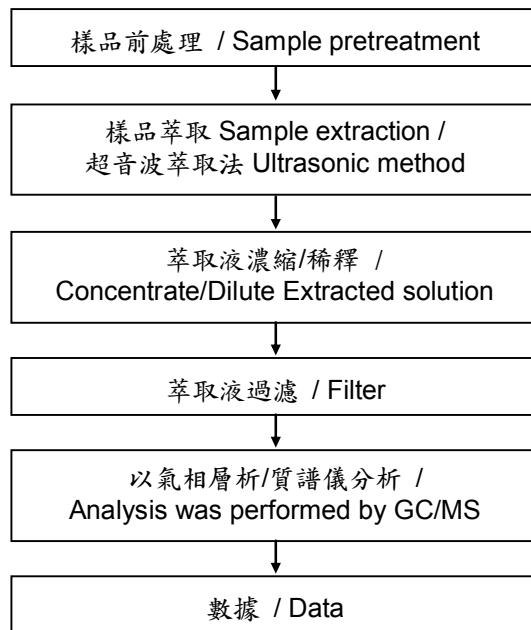 樣品前處理 / Sample pretreatment
樣品萃取 Sample extraction /
超音波萃取法 Ultrasonic method
萃取液濃縮/稀釋 /
Concentrate/Dilute Extracted solution
萃取液過濾 / Filter
以氣相層析/質譜儀分析 /
Analysis was performed by GC/MS
數據 / Data